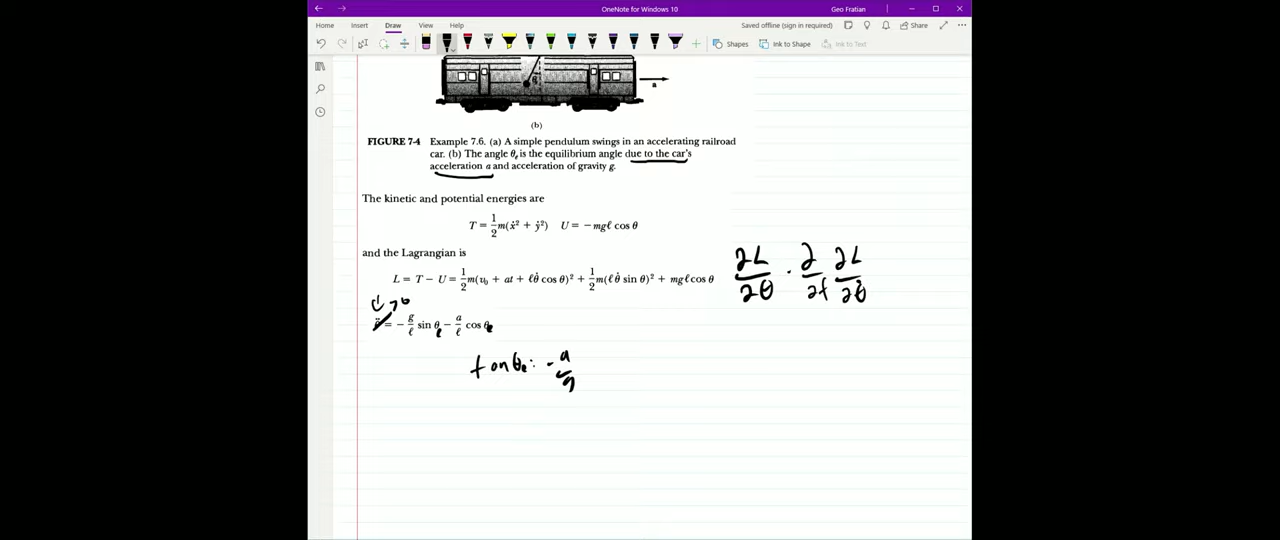 OneNote for Windows 10
Geo Fratian
Home Insert Draw View Help
Saved offline (sign in required)
Share
Shapes
Ink to Shape
Ink to Text
θ
a
(b)
FIGURE 7-4 Example 7.6. (a) A simple pendulum swings in an accelerating railroad
car. (b) The angle θₑ is the equilibrium angle due to the car's
acceleration a and acceleration of gravity g.
The kinetic and potential energies are
T = 1/2 m(ẋ² + ẏ²) U = −mgℓ cos θ
and the Lagrangian is
L = T − U = 1/2 m(v₀ + at + ℓθ̇ cos θ)² + 1/2 m(ℓθ̇ sin θ)² + mgℓ cos θ
∂L/∂θ - ∂/∂t ∂L/∂θ̇
θ̈ = − g/ℓ sin θₑ − a/ℓ cos θₑ
tan θₑ = - a/g